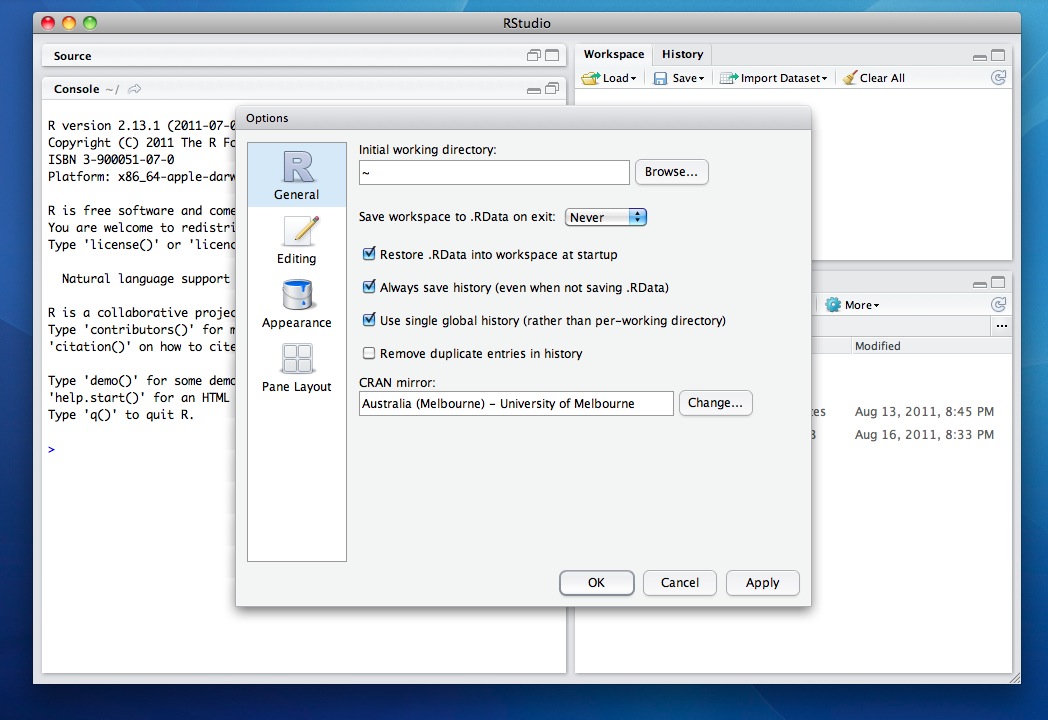 RStudio
Source
Console ~/
R version 2.13.1 (2011-07-0
Copyright (C) 2011 The R Fo
ISBN 3-900051-07-0
Platform: x86_64-apple-darw
R is free software and come
You are welcome to redistri
Type 'license()' or 'licenc
Natural language support
R is a collaborative projec
Type 'contributors()' for m
'citation()' on how to cite
Type 'demo()' for some demo
'help.start()' for an HTML
Type 'q()' to quit R.
>
Workspace History
Load Save Import Dataset Clear All
More
...
Modified
es Aug 13, 2011, 8:45 PM
Aug 16, 2011, 8:33 PM
Options
General
Editing
Appearance
Pane Layout
Initial working directory:
~ Browse...
Save workspace to .RData on exit: Never
Restore .RData into workspace at startup
Always save history (even when not saving .RData)
Use single global history (rather than per-working directory)
Remove duplicate entries in history
CRAN mirror:
Australia (Melbourne) - University of Melbourne Change...
OK Cancel Apply